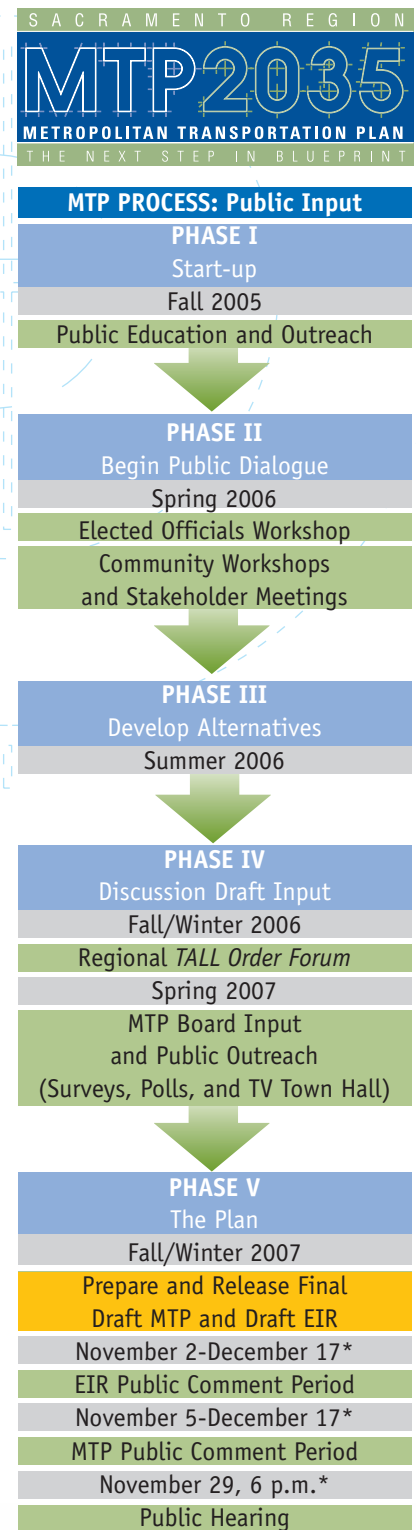 SACRAMENTO REGION
MTP2035
METROPOLITAN TRANSPORTATION PLAN
THE NEXT STEP IN BLUEPRINT
MTP PROCESS: Public Input
PHASE I
Start-up
Fall 2005
Public Education and Outreach
PHASE II
Begin Public Dialogue
Spring 2006
Elected Officials Workshop
Community Workshops
and Stakeholder Meetings
PHASE III
Develop Alternatives
Summer 2006
PHASE IV
Discussion Draft Input
Fall/Winter 2006
Regional TALL Order Forum
Spring 2007
MTP Board Input
and Public Outreach
(Surveys, Polls, and TV Town Hall)
PHASE V
The Plan
Fall/Winter 2007
Prepare and Release Final
Draft MTP and Draft EIR
November 2-December 17*
EIR Public Comment Period
November 5-December 17*
MTP Public Comment Period
November 29, 6 p.m.*
Public Hearing